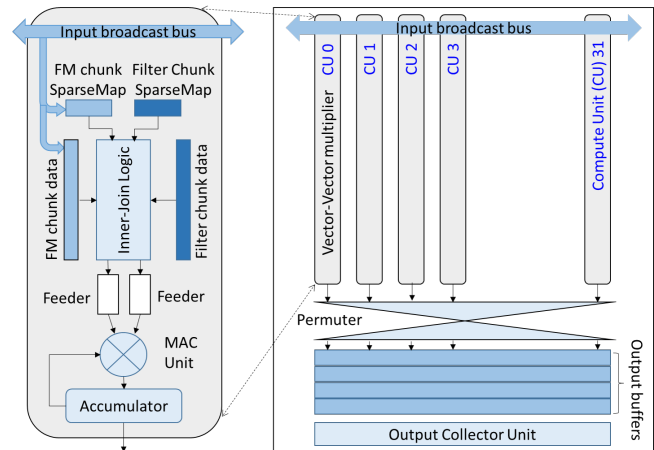 Input broadcast bus
FM chunk
SparseMap
Filter Chunk
SparseMap
FM chunk data
Inner-Join Logic
Filter chunk data
Feeder
Feeder
MAC
Unit
Accumulator
Input broadcast bus
Vector-Vector multiplier
CU 0
CU 1
CU 2
CU 3
Compute Unit (CU) 31
Permuter
Output buffers
Output Collector Unit